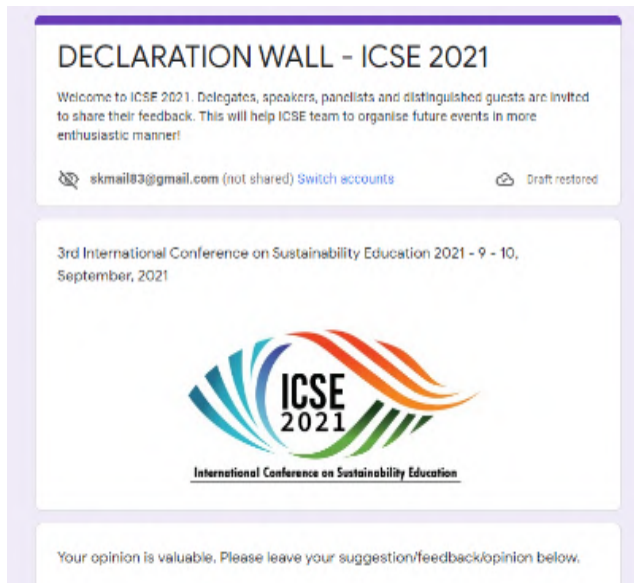 DECLARATION WALL - ICSE 2021
Welcome to ICSE 2021. Delegates, speakers, panelists and distinguished guests are invited
to share their feedback. This will help ICSE team to organise future events in more
enthusiastic manner!
skmail83@gmail.com (not shared) Switch accounts
Draft restored
3rd International Conference on Sustainability Education 2021 - 9 - 10,
September, 2021
ICSE
2021
International Conference on Sustainability Education
Your opinion is valuable. Please leave your suggestion/feedback/opinion below.